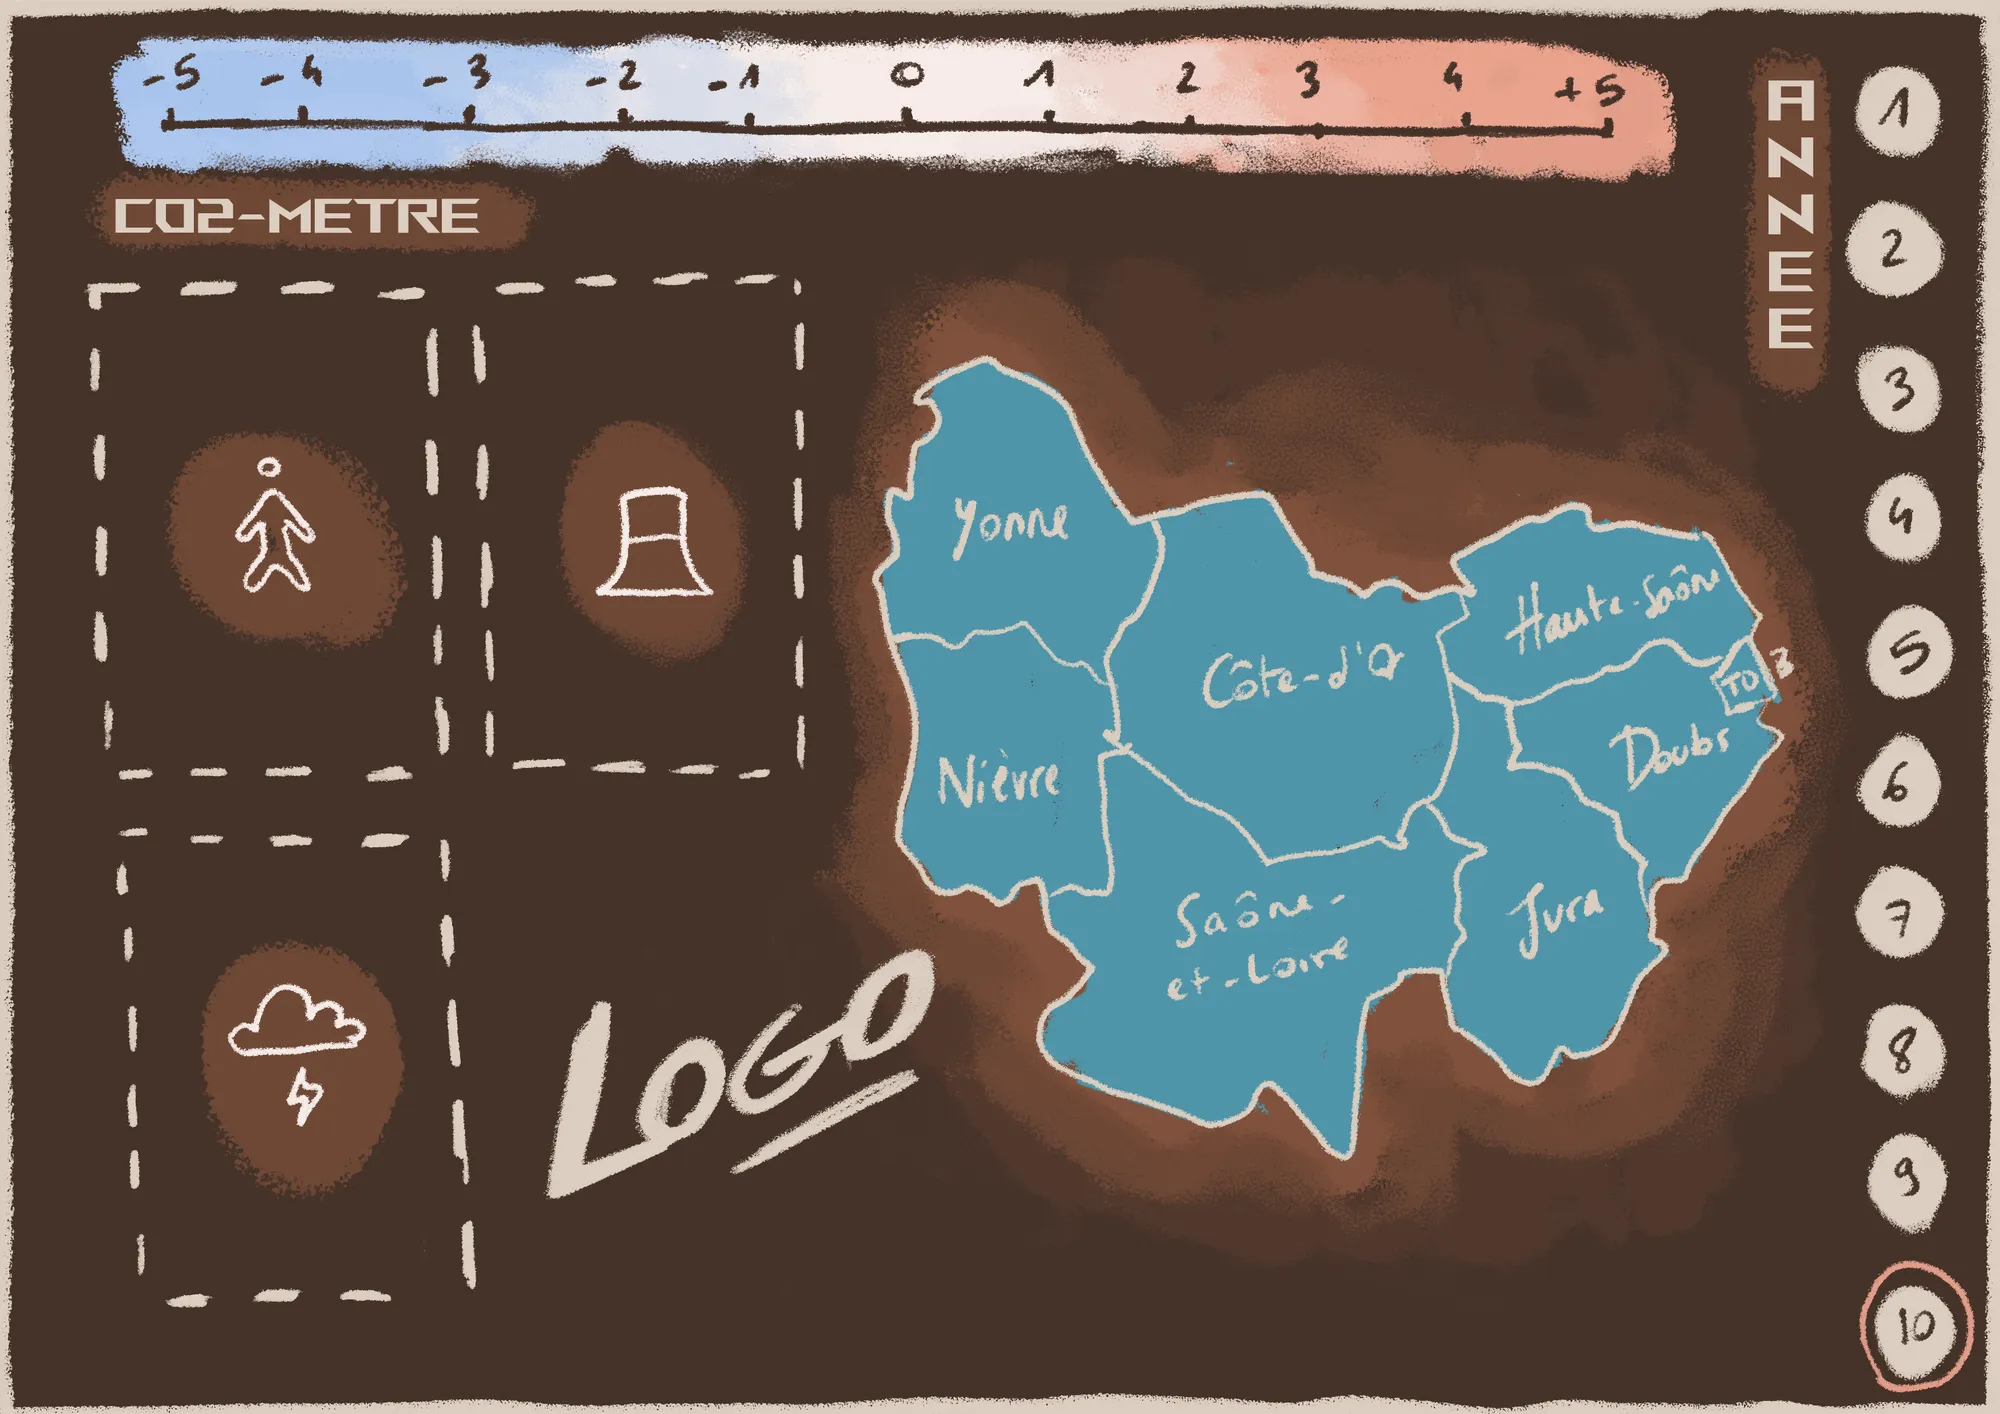 -5 -4 -3 -2 -1 0 1 2 3 4 +5
CO2-METRE
ANNEE
1
2
3
4
5
6
7
8
9
10
Yonne
Côte-d'Or
Haute-Saône
TO
B
Doubs
Nièvre
Jura
Saône-
et-Loire
LOGO